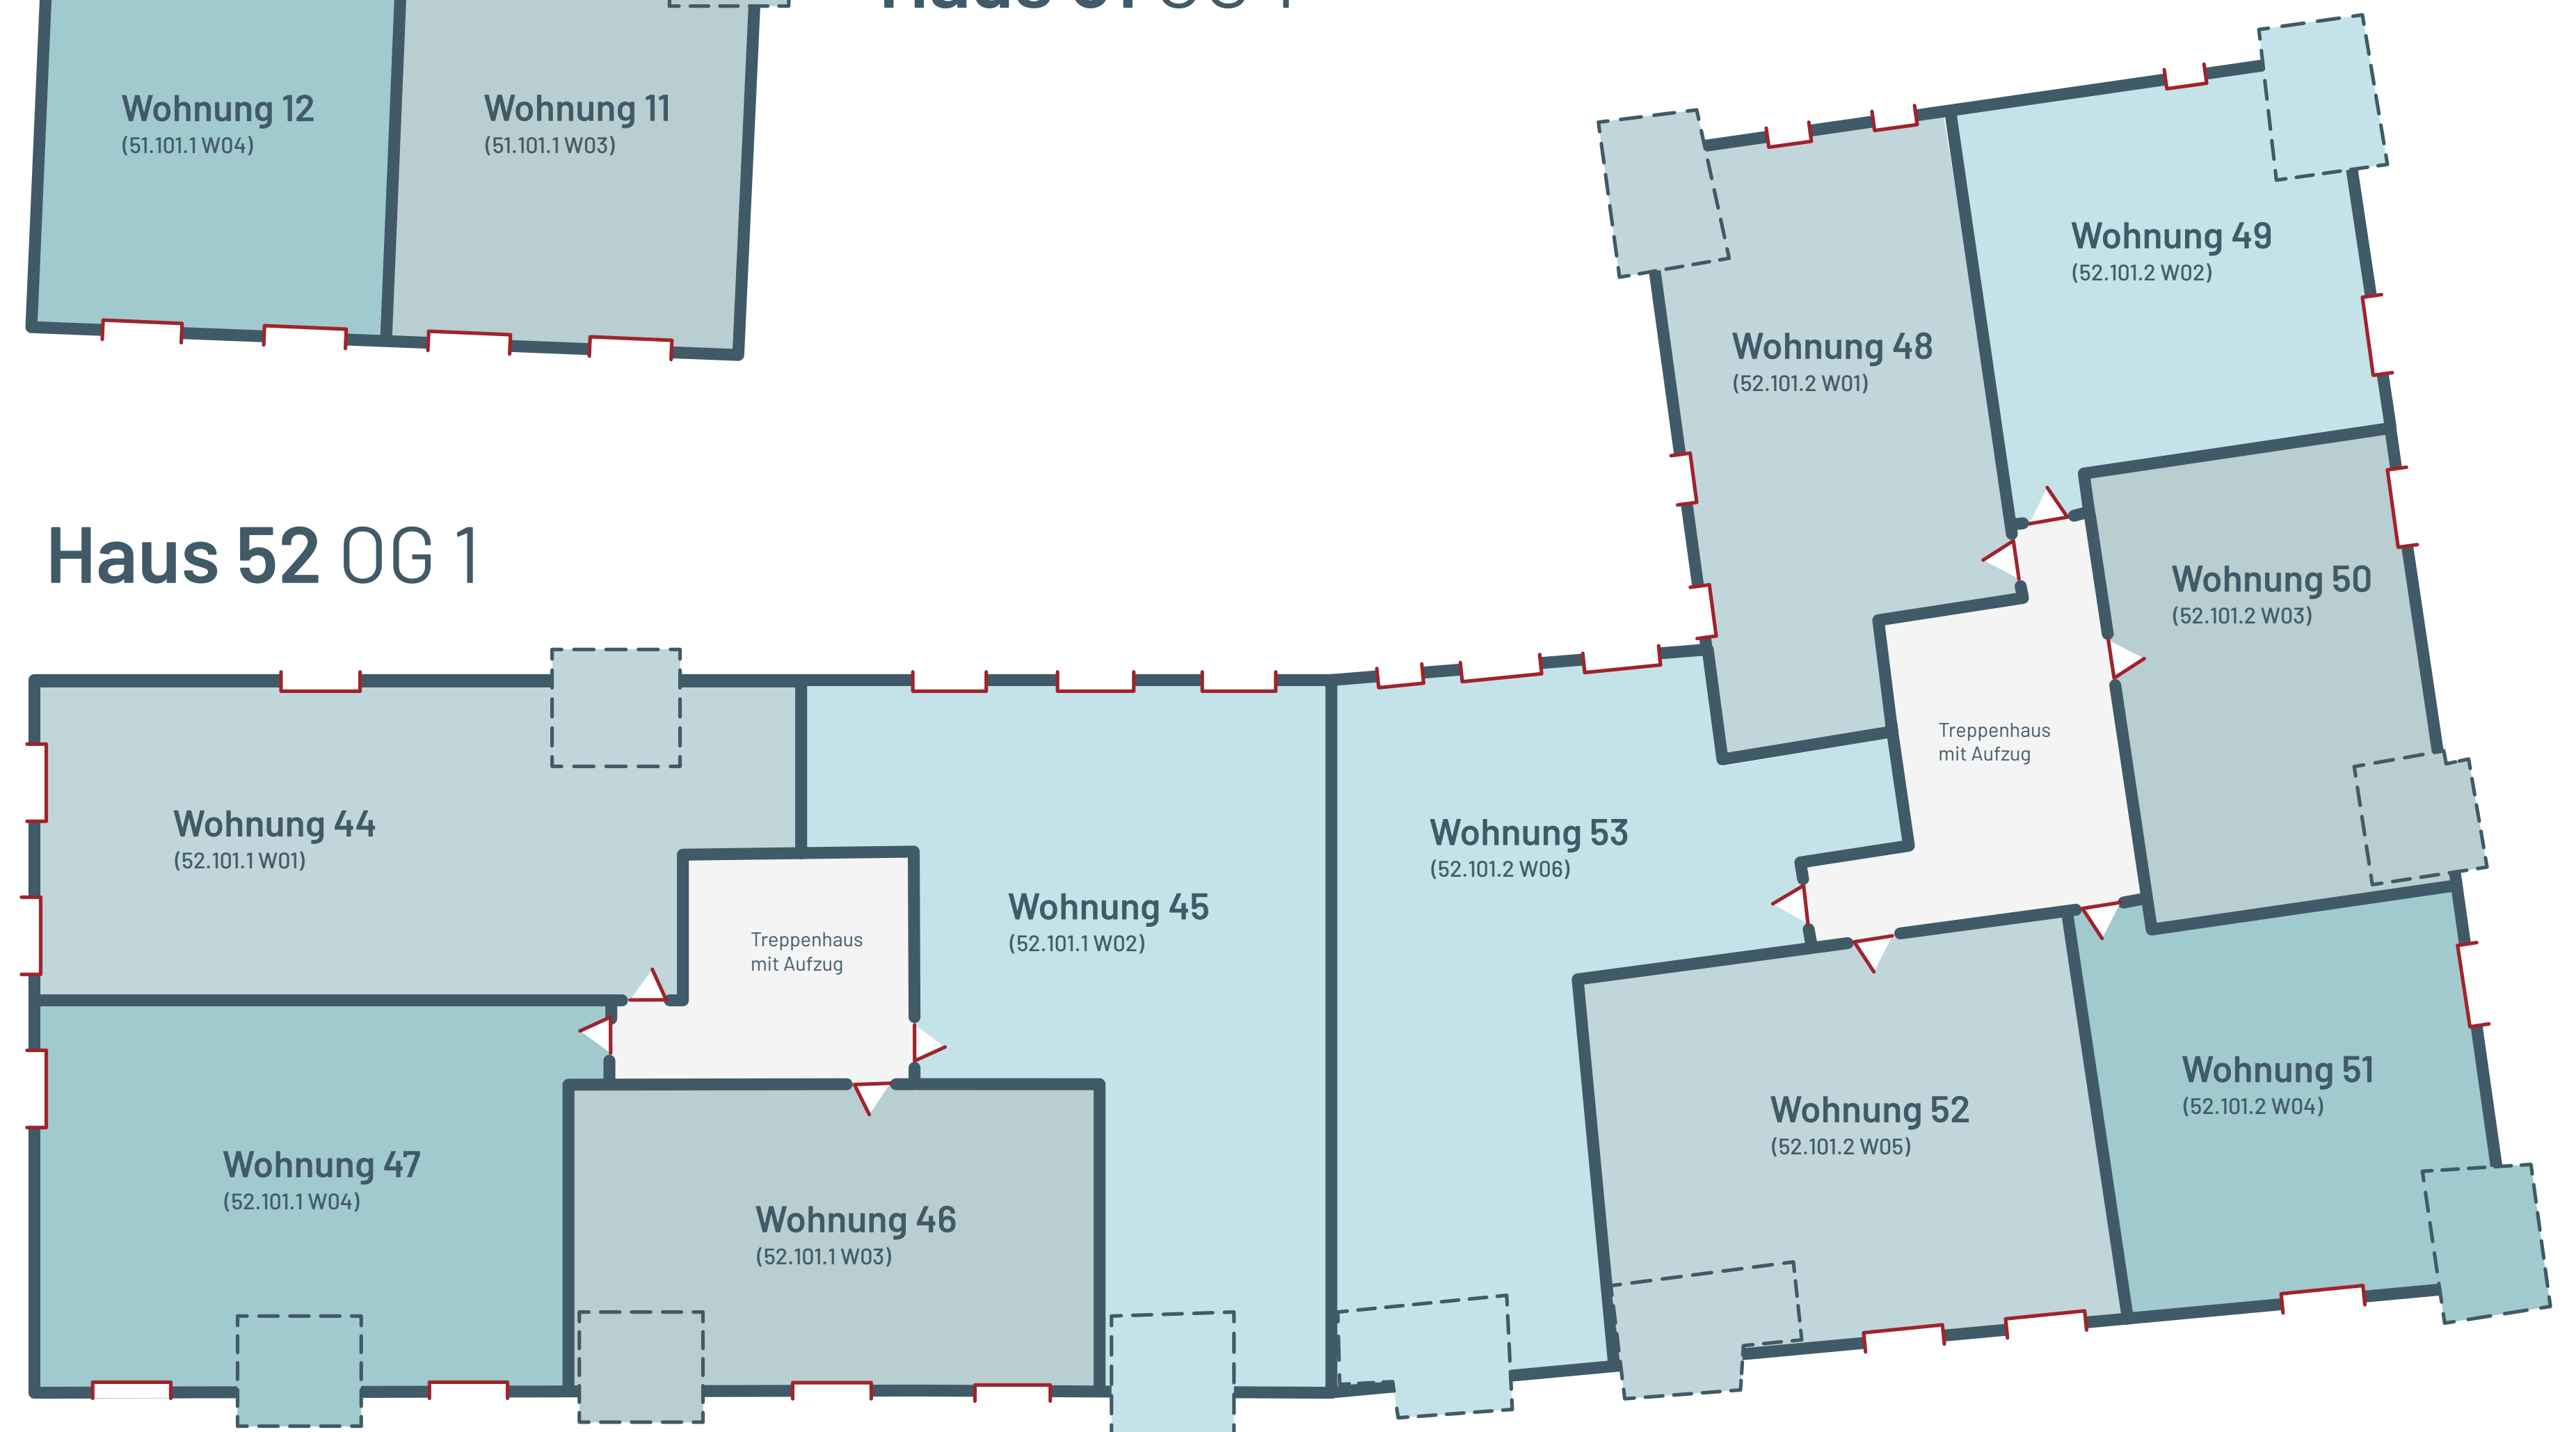 Wohnung 12
(51.101.1 W04)
Wohnung 11
(51.101.1 W03)
Haus 52 OG 1
Wohnung 44
(52.101.1 W01)
Wohnung 45
(52.101.1 W02)
Treppenhaus
mit Aufzug
Wohnung 47
(52.101.1 W04)
Wohnung 46
(52.101.1 W03)
Wohnung 48
(52.101.2 W01)
Wohnung 49
(52.101.2 W02)
Wohnung 50
(52.101.2 W03)
Treppenhaus
mit Aufzug
Wohnung 53
(52.101.2 W06)
Wohnung 52
(52.101.2 W05)
Wohnung 51
(52.101.2 W04)